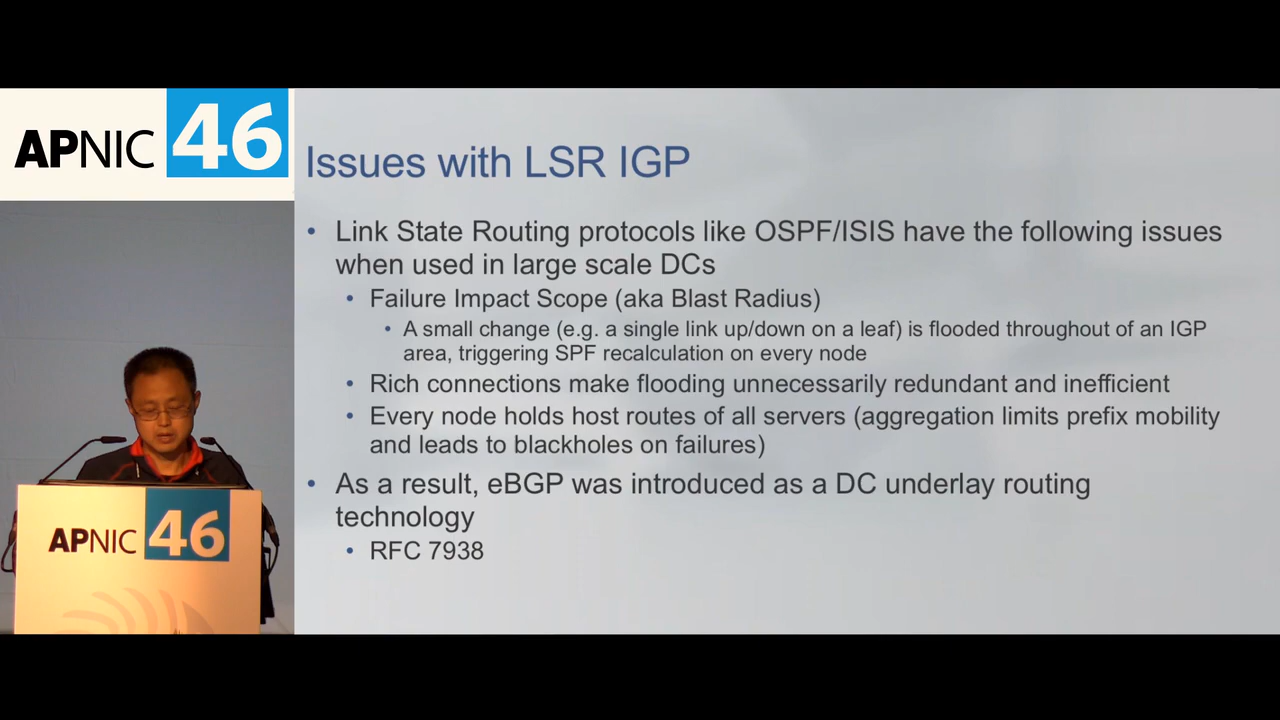 APNIC 46
Issues with LSR IGP
• Link State Routing protocols like OSPF/ISIS have the following issues
when used in large scale DCs
• Failure Impact Scope (aka Blast Radius)
• A small change (e.g. a single link up/down on a leaf) is flooded throughout of an IGP
area, triggering SPF recalculation on every node
• Rich connections make flooding unnecessarily redundant and inefficient
• Every node holds host routes of all servers (aggregation limits prefix mobility
and leads to blackholes on failures)
• As a result, eBGP was introduced as a DC underlay routing
technology
• RFC 7938
APNIC 46